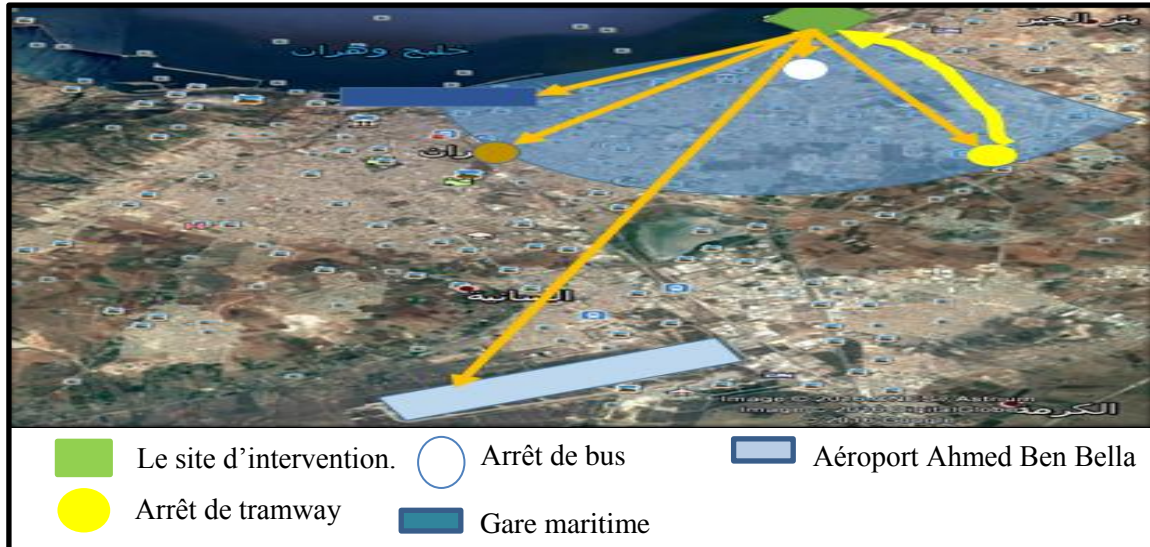 بئر الجير
خليج وهران
السانية
الكرمة
Le site d’intervention.
Arrêt de bus
Aéroport Ahmed Ben Bella
Arrêt de tramway
Gare maritime